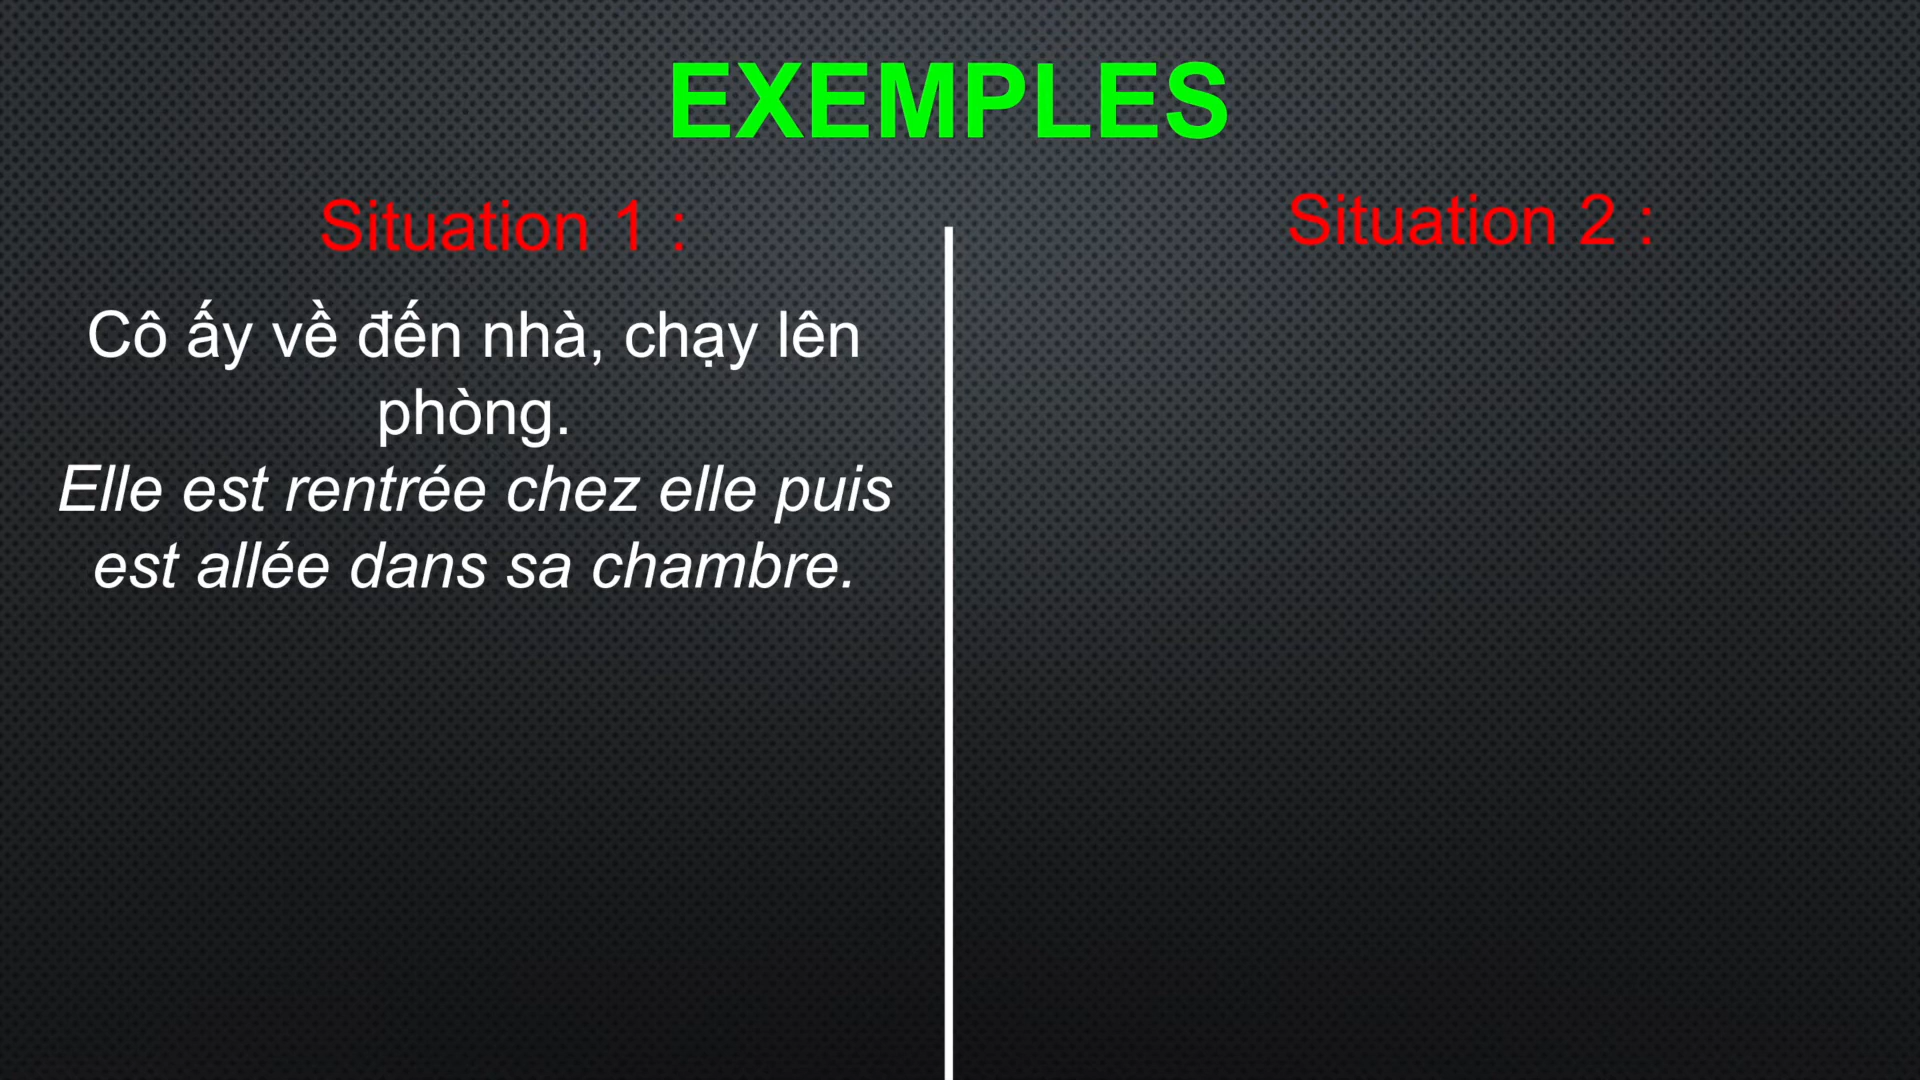 EXEMPLES
Situation 1 :
Cô ấy về đến nhà, chạy lên
phòng.
Elle est rentrée chez elle puis
est allée dans sa chambre.
Situation 2 :